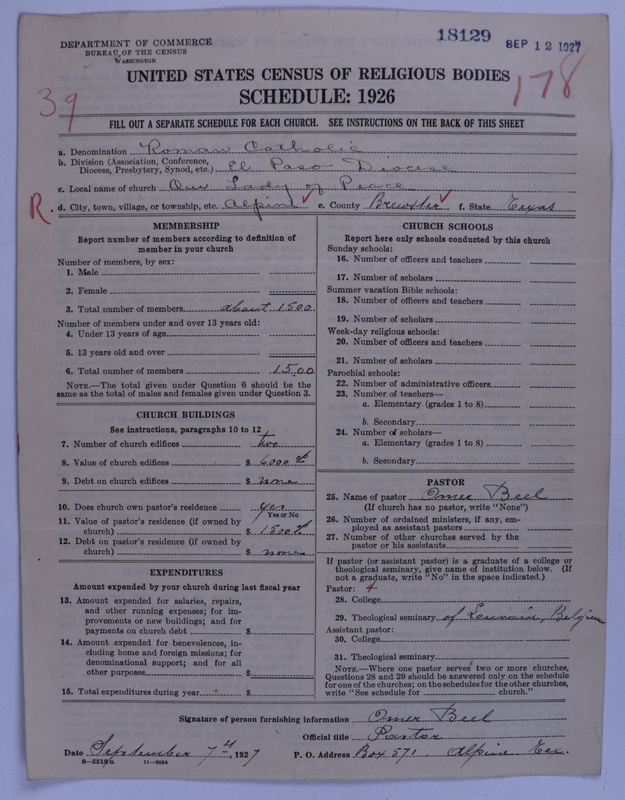 18129
SEP 12 1927
DEPARTMENT OF COMMERCE
BUREAU OF THE CENSUS
WASHINGTON
UNITED STATES CENSUS OF RELIGIOUS BODIES
SCHEDULE: 1926
39
178
FILL OUT A SEPARATE SCHEDULE FOR EACH CHURCH. SEE INSTRUCTIONS ON THE BACK OF THIS SHEET
a. Denomination Roman Catholic
b. Division (Association, Conference, Diocese, Presbytery, Synod, etc.) El Paso Diocese
c. Local name of church Our Lady of Peace
R. d. City, town, village, or township, etc. Alpine e. County Brewster f. State Texas
MEMBERSHIP
Report number of members according to definition of
member in your church
Number of members, by sex:
1. Male
2. Female
3. Total number of members about 1500
Number of members under and over 13 years old:
4. Under 13 years of age
5. 13 years old and over
6. Total number of members 1500
NOTE.—The total given under Question 6 should be the
same as the total of males and females given under Question 3.
CHURCH BUILDINGS
See instructions, paragraphs 10 to 12
7. Number of church edifices two
8. Value of church edifices $ 6000
9. Debt on church edifices $ none
10. Does church own pastor's residence yes
Yes or No
11. Value of pastor's residence (if owned by
church) $ 1500
12. Debt on pastor's residence (if owned by
church) $ none
EXPENDITURES
Amount expended by your church during last fiscal year
13. Amount expended for salaries, repairs,
and other running expenses; for im-
provements or new buildings; and for
payments on church debt $
14. Amount expended for benevolences, in-
cluding home and foreign missions; for
denominational support; and for all
other purposes $
15. Total expenditures during year $
CHURCH SCHOOLS
Report here only schools conducted by this church
Sunday schools:
16. Number of officers and teachers
17. Number of scholars
Summer vacation Bible schools:
18. Number of officers and teachers
19. Number of scholars
Week-day religious schools:
20. Number of officers and teachers
21. Number of scholars
Parochial schools:
22. Number of administrative officers
23. Number of teachers—
a. Elementary (grades 1 to 8)
b. Secondary
24. Number of scholars—
a. Elementary (grades 1 to 8)
b. Secondary
PASTOR
25. Name of pastor Omer Beel
(If church has no pastor, write "None")
26. Number of ordained ministers, if any, em-
ployed as assistant pastors
27. Number of other churches served by the
pastor or his assistants
If pastor (or assistant pastor) is a graduate of a college or
theological seminary, give name of institution below. (If
not a graduate, write "No" in the space indicated.)
Pastor:
28. College
29. Theological seminary of Louvain, Belgium
Assistant pastor:
30. College
31. Theological seminary
NOTE.—Where one pastor serves two or more churches,
Questions 28 and 29 should be answered only on the schedule
for one of the churches; on the schedules for the other churches,
write "See schedule for church."
Signature of person furnishing information Omer Beel
Official title Pastor
Date September 7th, 1927 P. O. Address Box 571 Alpine Tex.
8—5518a 11—9084